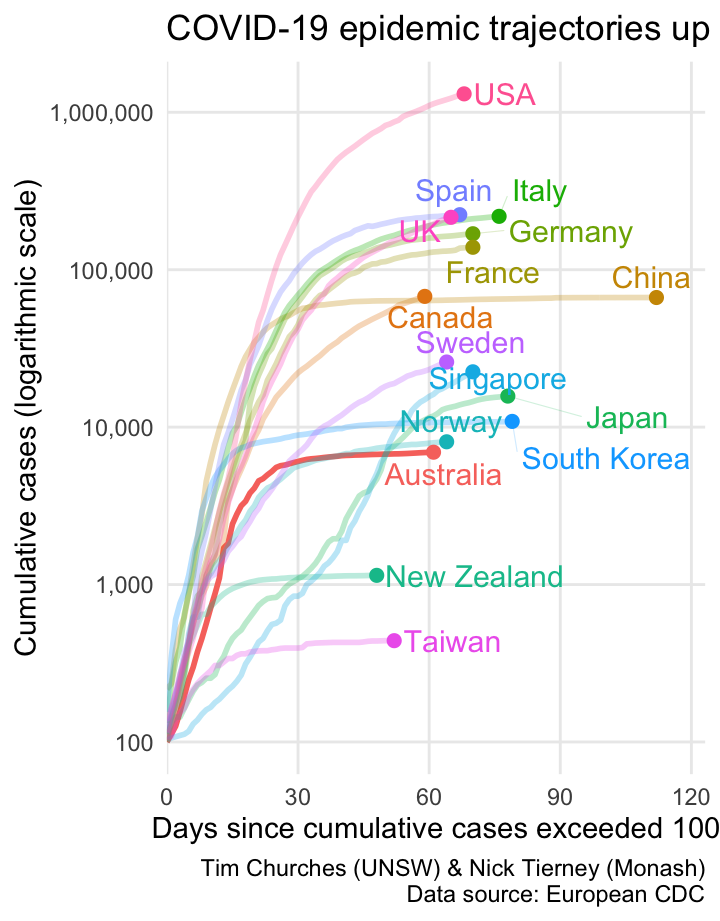 COVID-19 epidemic trajectories up
Cumulative cases (logarithmic scale)
1,000,000
100,000
10,000
1,000
100
USA
Spain
Italy
UK
Germany
France
China
Canada
Sweden
Singapore
Norway
Japan
South Korea
Australia
New Zealand
Taiwan
0 30 60 90 120
Days since cumulative cases exceeded 100
Tim Churches (UNSW) & Nick Tierney (Monash)
Data source: European CDC